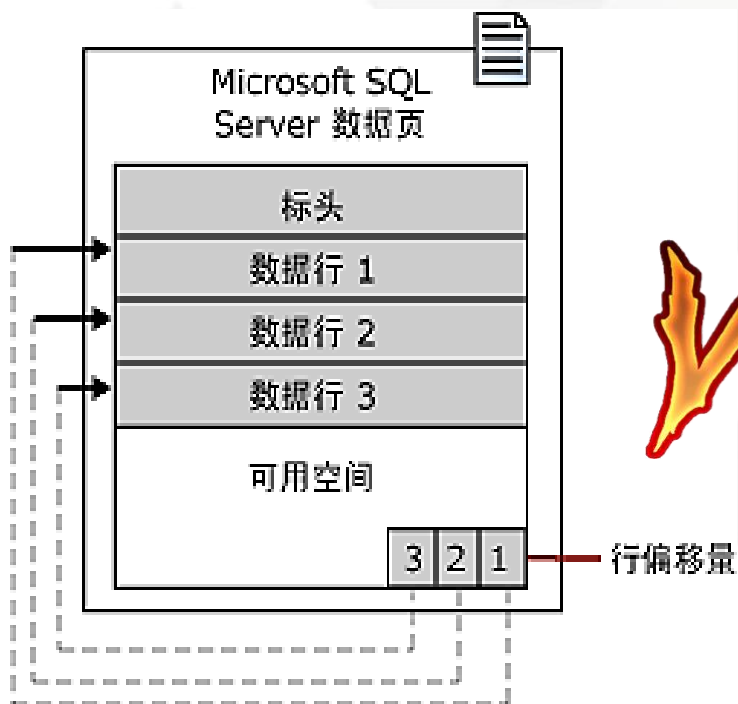 Microsoft SQL
Server 数据页
标头
数据行 1
数据行 2
数据行 3
可用空间
3 2 1
行偏移量